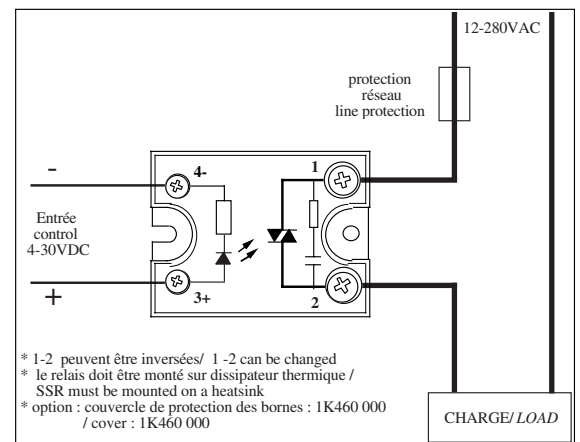 12-280VAC
protection
réseau
line protection
-
4-
1
Entrée
control
4-30VDC
+
3+
2
* 1-2 peuvent être inversées/ 1 -2 can be changed
* le relais doit être monté sur dissipateur thermique /
SSR must be mounted on a heatsink
* option : couvercle de protection des bornes : 1K460 000
/ cover : 1K460 000
CHARGE/ LOAD